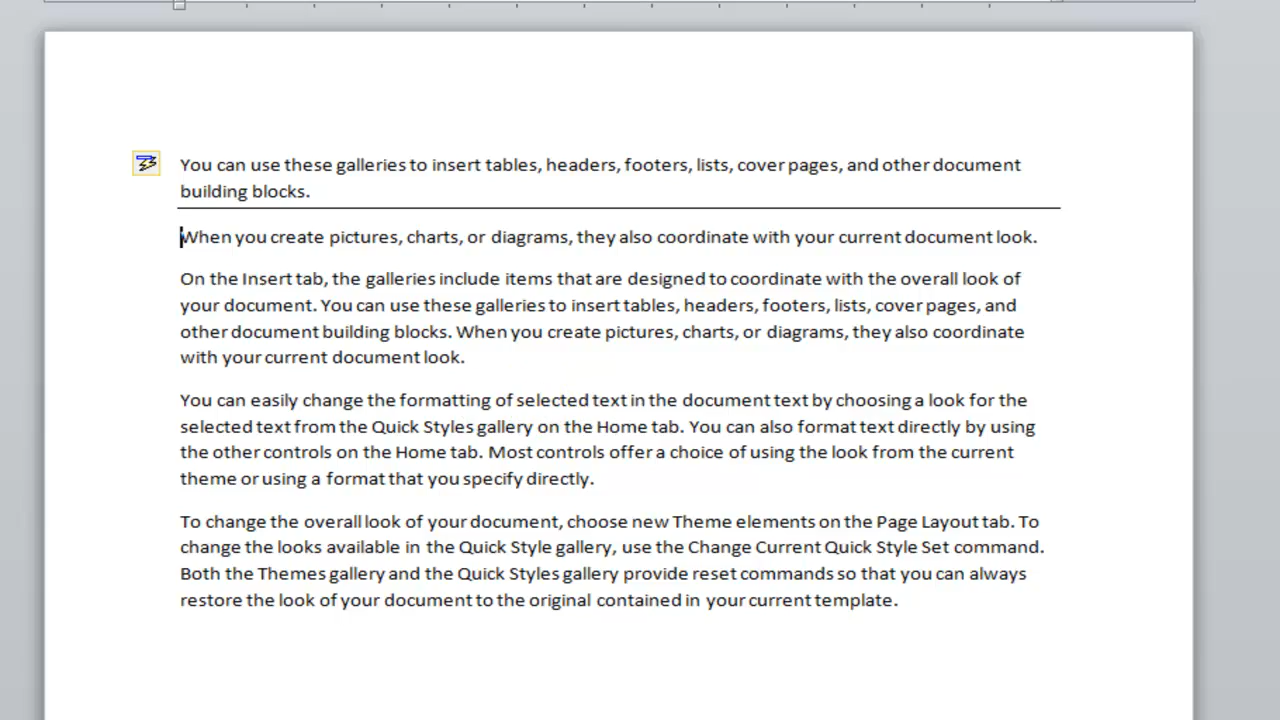 You can use these galleries to insert tables, headers, footers, lists, cover pages, and other document
building blocks.
When you create pictures, charts, or diagrams, they also coordinate with your current document look.
On the Insert tab, the galleries include items that are designed to coordinate with the overall look of
your document. You can use these galleries to insert tables, headers, footers, lists, cover pages, and
other document building blocks. When you create pictures, charts, or diagrams, they also coordinate
with your current document look.
You can easily change the formatting of selected text in the document text by choosing a look for the
selected text from the Quick Styles gallery on the Home tab. You can also format text directly by using
the other controls on the Home tab. Most controls offer a choice of using the look from the current
theme or using a format that you specify directly.
To change the overall look of your document, choose new Theme elements on the Page Layout tab. To
change the looks available in the Quick Style gallery, use the Change Current Quick Style Set command.
Both the Themes gallery and the Quick Styles gallery provide reset commands so that you can always
restore the look of your document to the original contained in your current template.